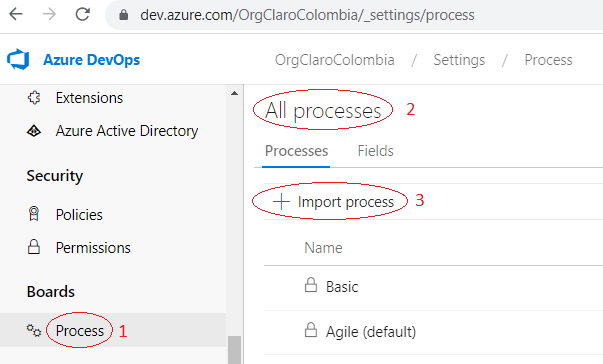 dev.azure.com/OrgClaroColombia/_settings/process
Azure DevOps
OrgClaroColombia / Settings / Process
Extensions
Azure Active Directory
Security
Policies
Permissions
Boards
Process 1
All processes 2
Processes Fields
+ Import process 3
Name
Basic
Agile (default)